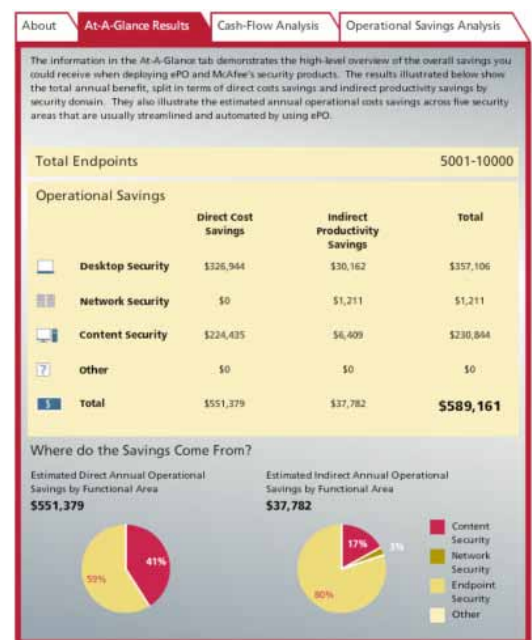 About
At-A-Glance Results
Cash-Flow Analysis
Operational Savings Analysis
The information in the At-A-Glance tab demonstrates the high-level overview of the overall savings you
could receive when deploying ePO and McAfee's security products. The results illustrated below show
the total annual benefit, split in terms of direct costs savings and indirect productivity savings by
security domain. They also illustrate the estimated annual operational costs savings across five security
areas that are usually streamlined and automated by using ePO.
Total Endpoints 5001-10000
Operational Savings
Direct Cost
Savings
Indirect
Productivity
Savings
Total
Desktop Security $326,944 $30,162 $357,106
Network Security $0 $1,211 $1,211
Content Security $224,435 $6,409 $230,844
?
Other $0 $0 $0
$
Total $551,379 $37,782 $589,161
Where do the Savings Come From?
Estimated Direct Annual Operational
Savings by Functional Area
$551,379
41%
59%
Estimated Indirect Annual Operational
Savings by Functional Area
$37,782
17%
3%
80%
Content
Security
Network
Security
Endpoint
Security
Other